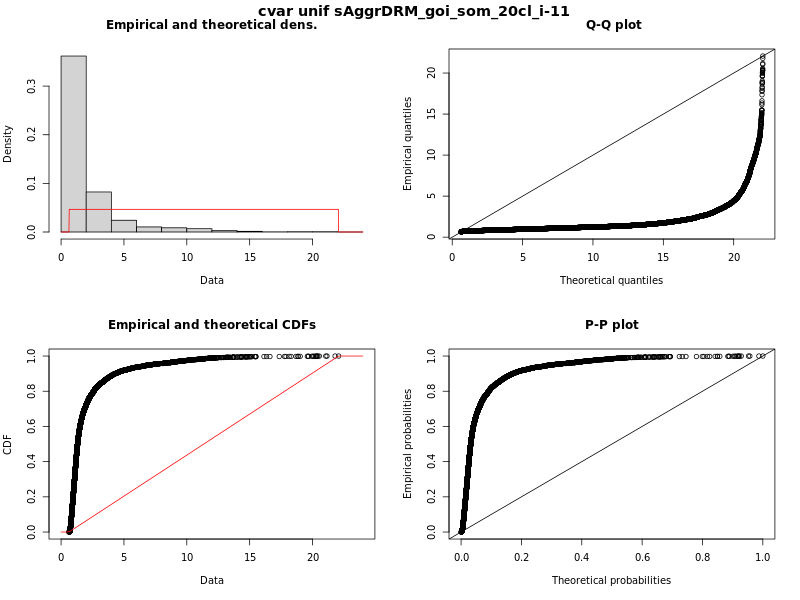 cvar unif sAggrDRM_goi_som_20cl_i-11
Empirical and theoretical dens.
Density
0.0 0.1 0.2 0.3
0 5 10 15 20
Data
Q-Q plot
Empirical quantiles
0 5 10 15 20
0 5 10 15 20
Theoretical quantiles
Empirical and theoretical CDFs
CDF
0.0 0.2 0.4 0.6 0.8 1.0
0 5 10 15 20
Data
P-P plot
Empirical probabilities
0.0 0.2 0.4 0.6 0.8 1.0
0.0 0.2 0.4 0.6 0.8 1.0
Theoretical probabilities